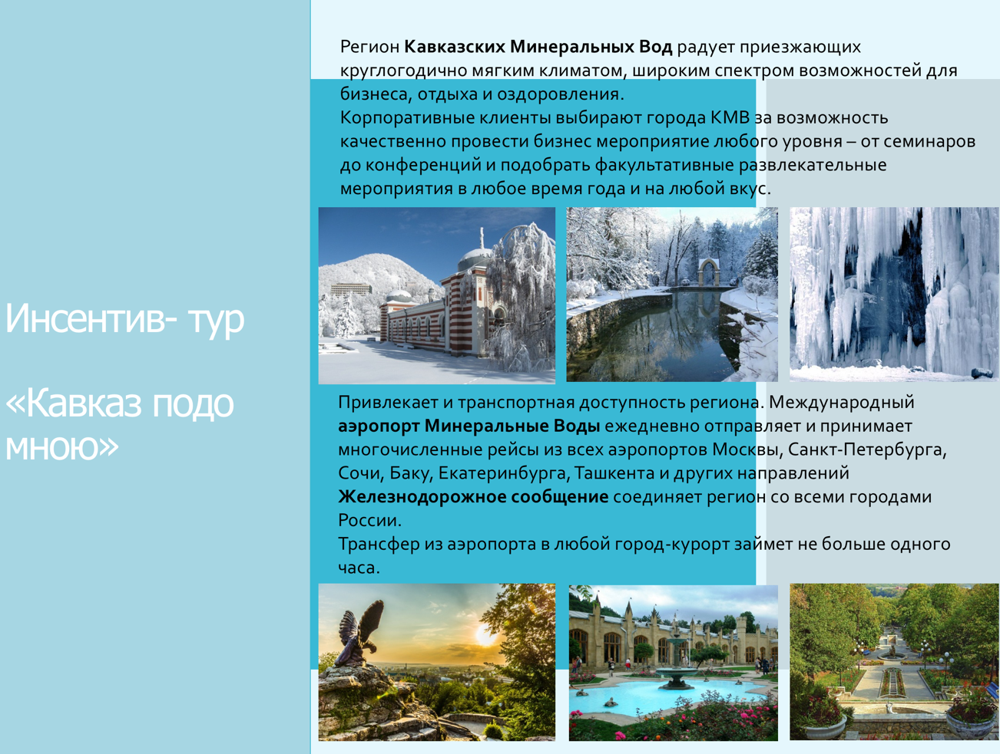 Инсентив- тур
«Кавказ подо
мною»
Регион Кавказских Минеральных Вод радует приезжающих
круглогодично мягким климатом, широким спектром возможностей для
бизнеса, отдыха и оздоровления.
Корпоративные клиенты выбирают города КМВ за возможность
качественно провести бизнес мероприятие любого уровня – от семинаров
до конференций и подобрать факультативные развлекательные
мероприятия в любое время года и на любой вкус.
Привлекает и транспортная доступность региона. Международный
аэропорт Минеральные Воды ежедневно отправляет и принимает
многочисленные рейсы из всех аэропортов Москвы, Санкт-Петербурга,
Сочи, Баку, Екатеринбурга, Ташкента и других направлений
Железнодорожное сообщение соединяет регион со всеми городами
России.
Трансфер из аэропорта в любой город-курорт займет не больше одного
часа.